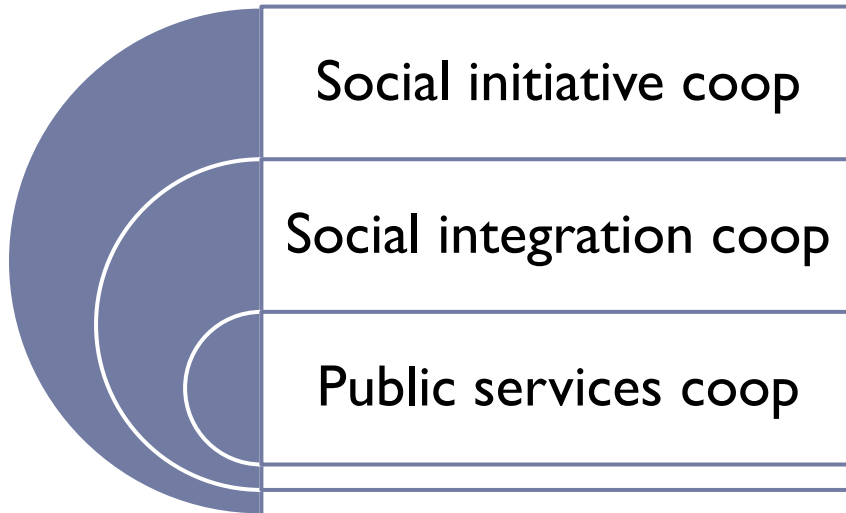 Social initiative coop
Social integration coop
Public services coop